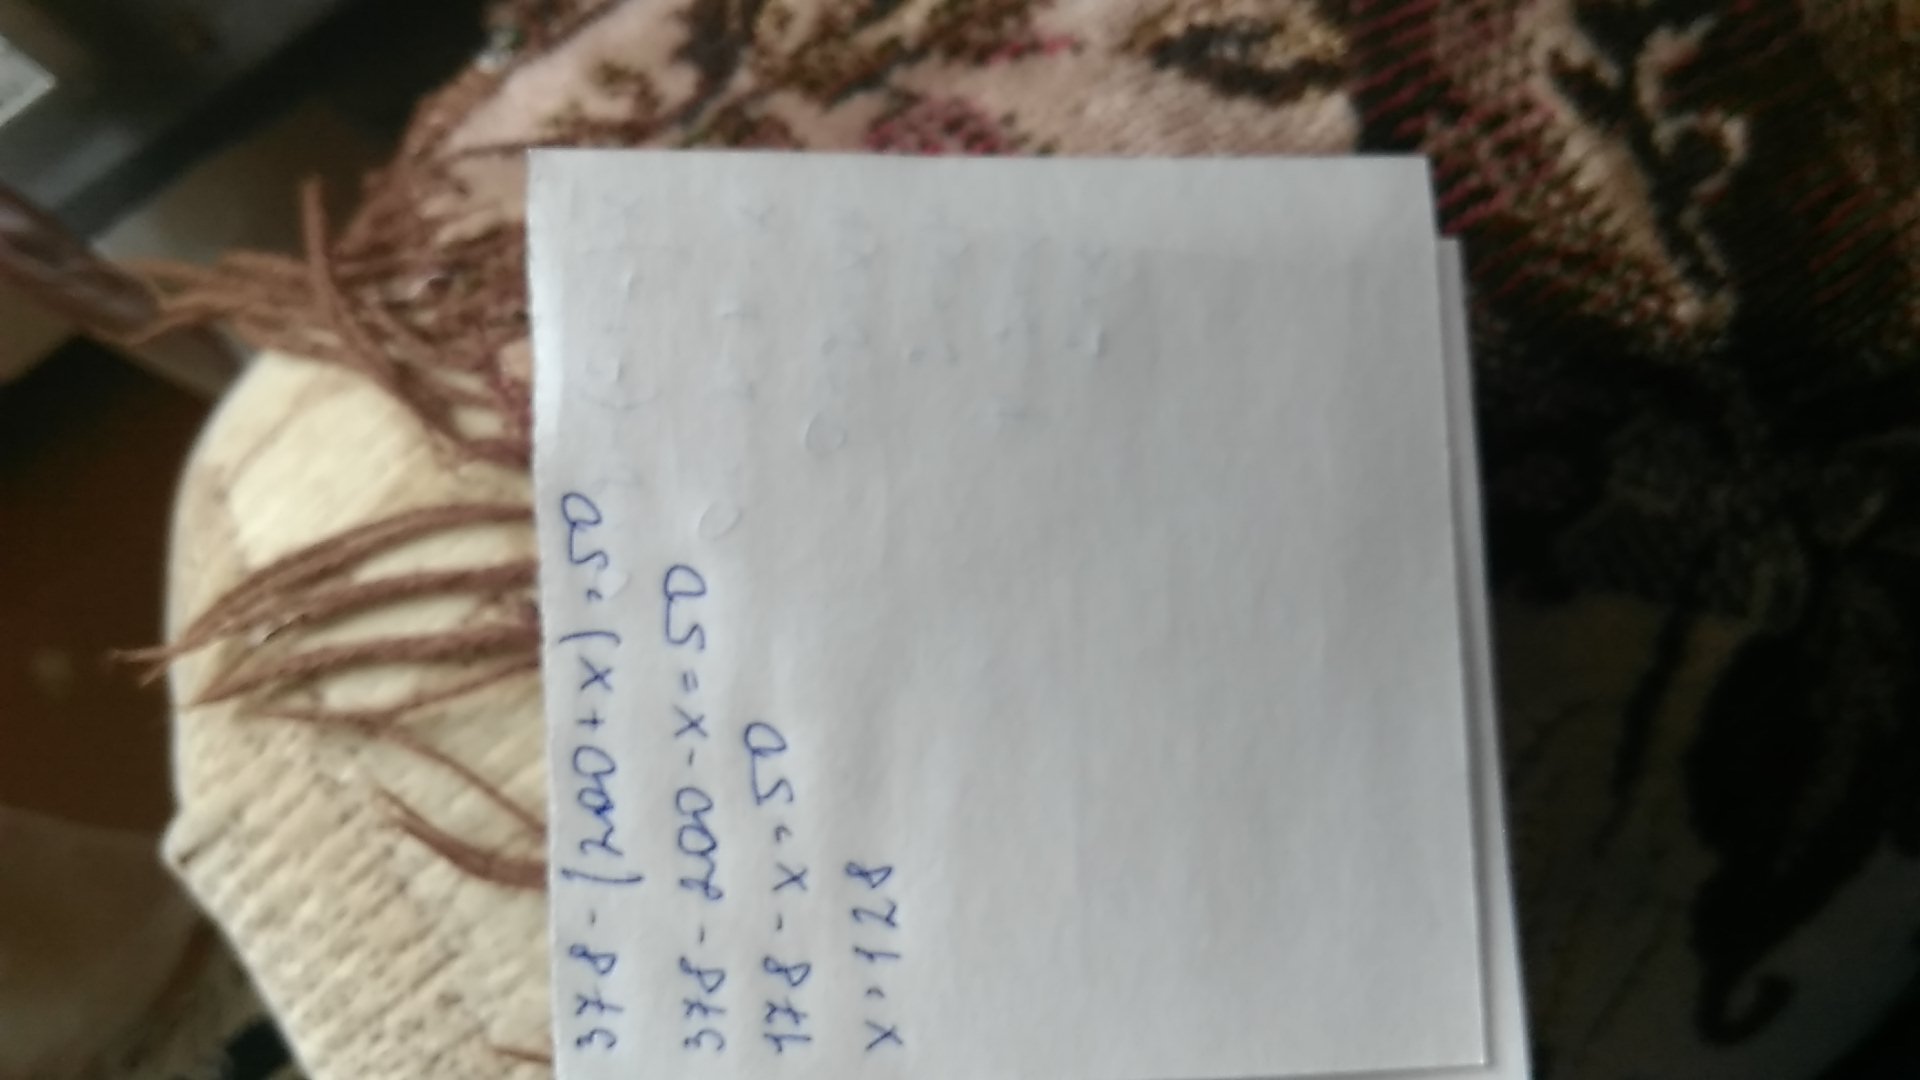 378 - (200+x) = 50
378 - 200 - x = 50
178 - x = 50
x = 128